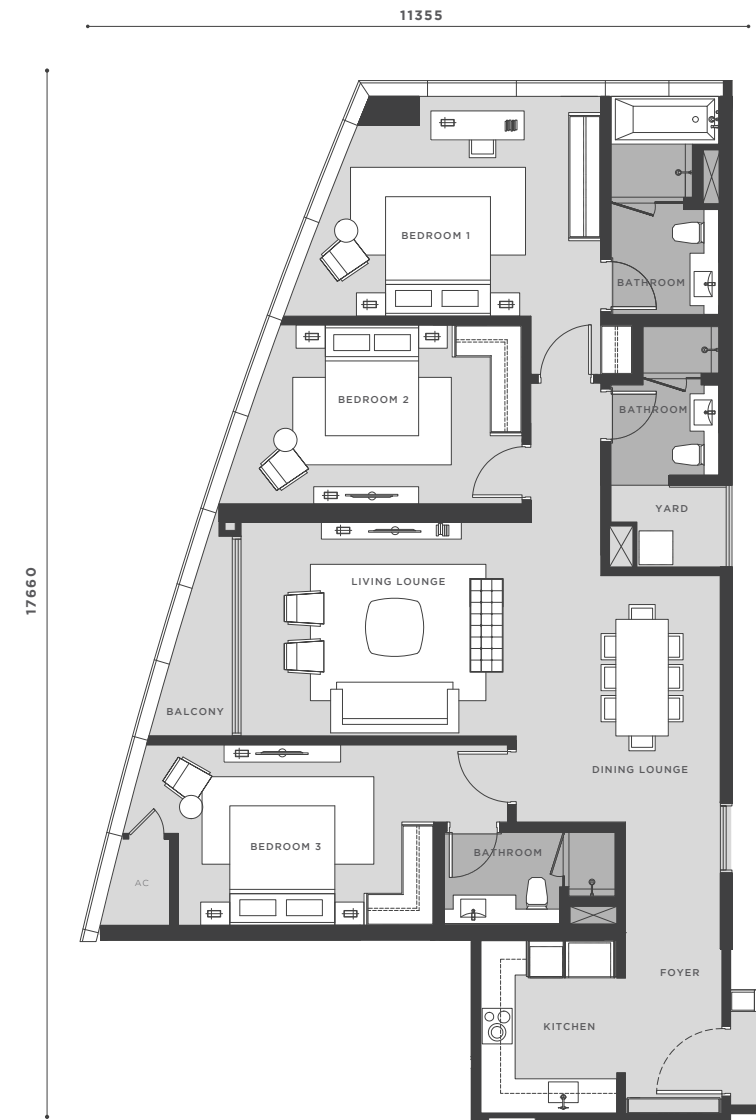 11355
17660
BEDROOM 1
BATHROOM
BEDROOM 2
BATHROOM
YARD
LIVING LOUNGE
BALCONY
DINING LOUNGE
BEDROOM 3
BATHROOM
AC
FOYER
KITCHEN